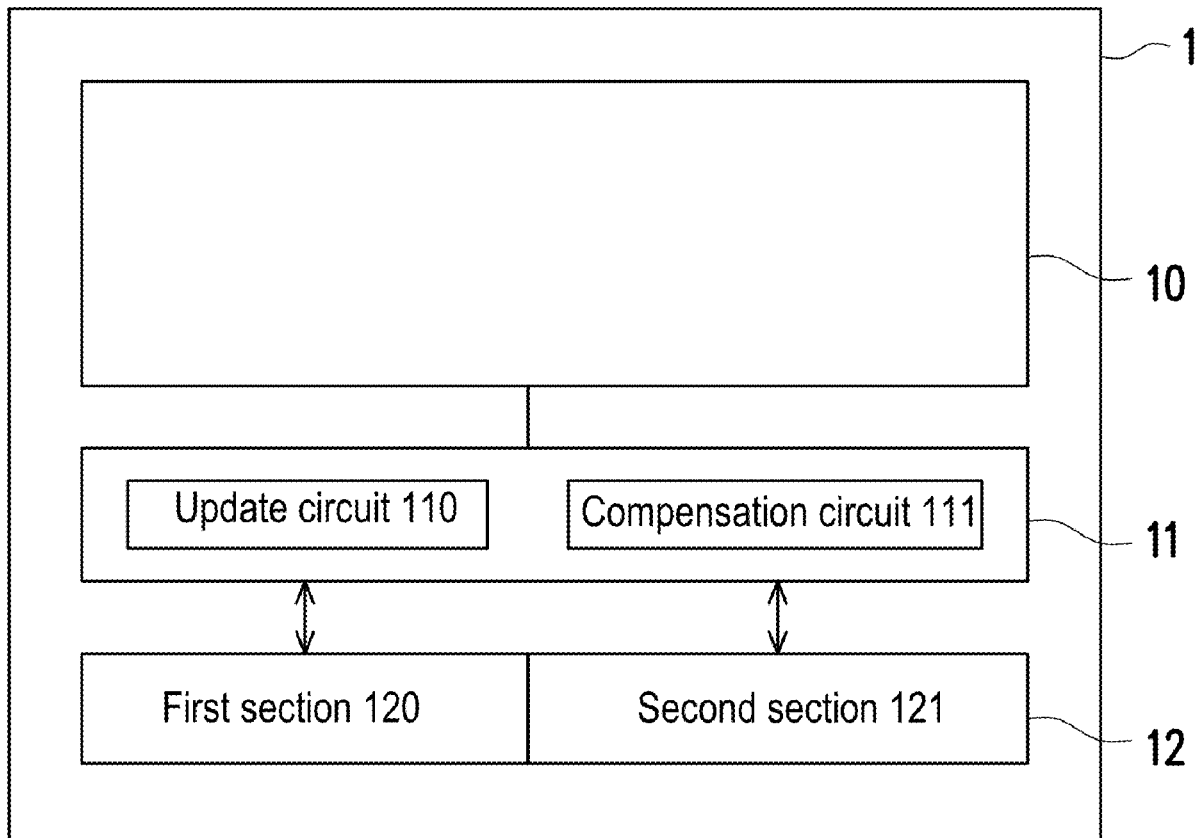 1
10
Update circuit 110
Compensation circuit 111
11
First section 120
Second section 121
12